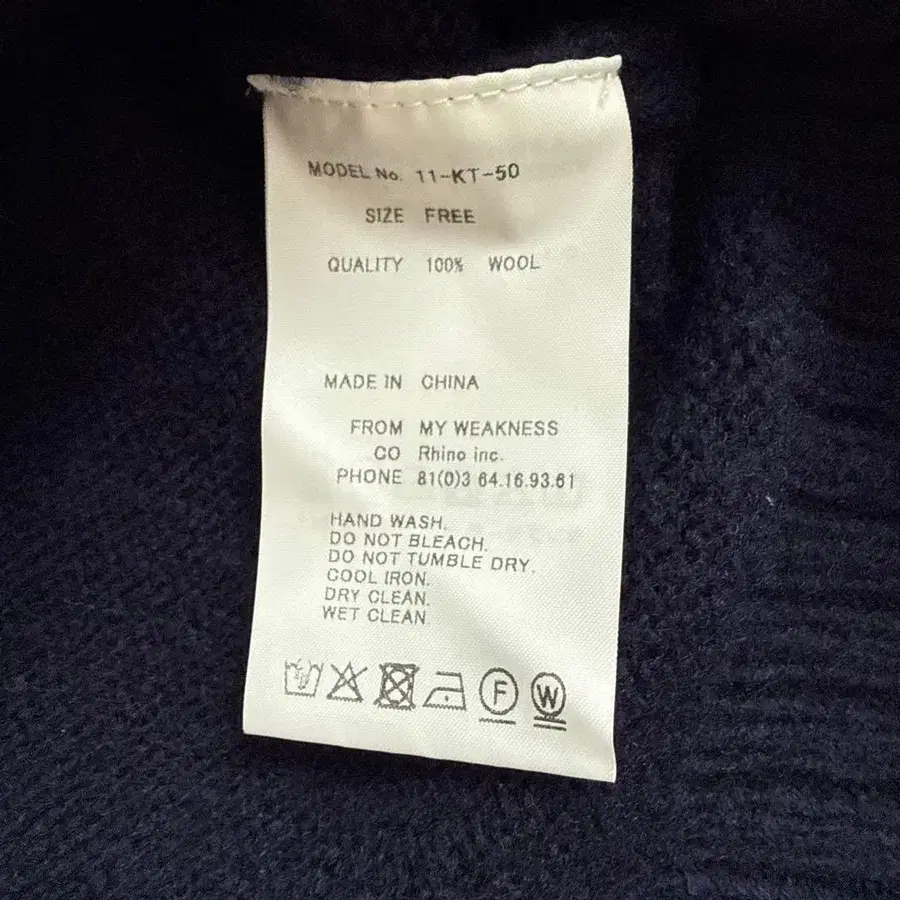 MODEL No. 11-KT-50
SIZE FREE
QUALITY 100% WOOL
MADE IN CHINA
FROM MY WEAKNESS
CO Rhino inc.
PHONE 81(0)3 64.16.93.61
HAND WASH.
DO NOT BLEACH.
DO NOT TUMBLE DRY.
COOL IRON.
DRY CLEAN.
WET CLEAN
F W